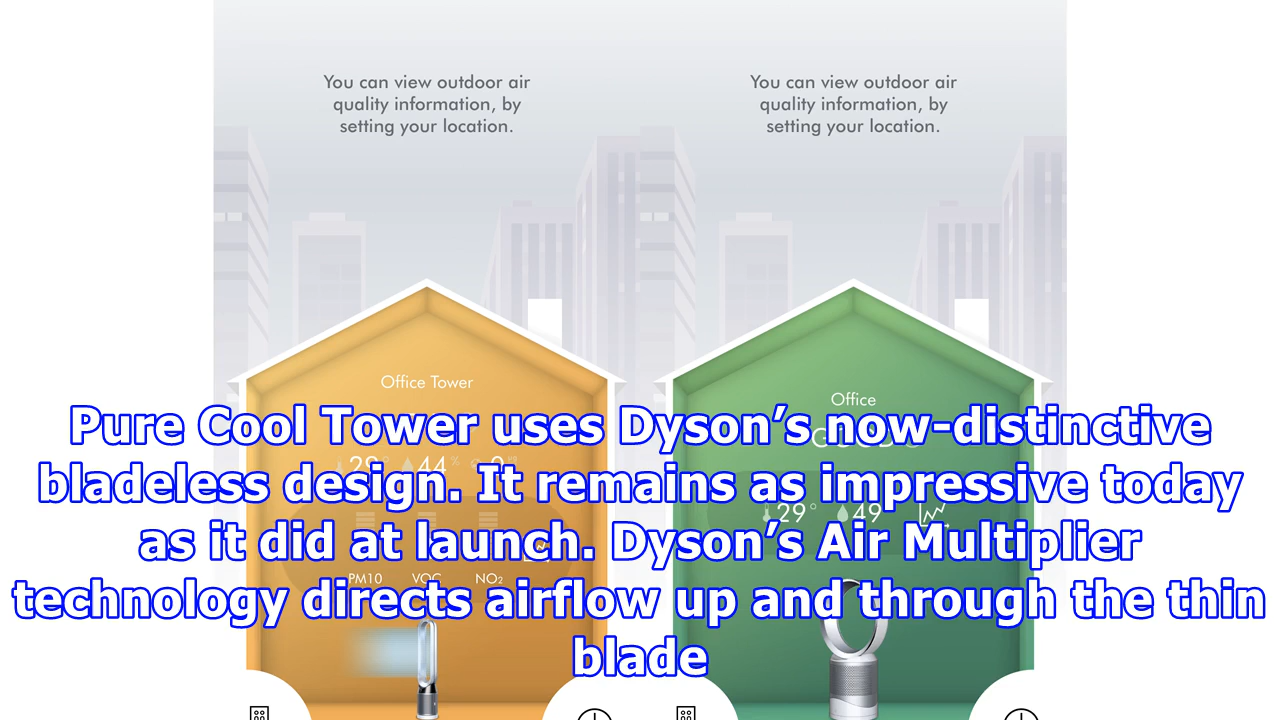 You can view outdoor air
quality information, by
setting your location.
You can view outdoor air
quality information, by
setting your location.
Office Tower
Office
GOOD
Pure Cool Tower uses Dyson’s now-distinctive
bladeless design. It remains as impressive today
as it did at launch. Dyson’s Air Multiplier
technology directs airflow up and through the thin
blade
29° 44%
29° 49
PM10 VOC NO₂